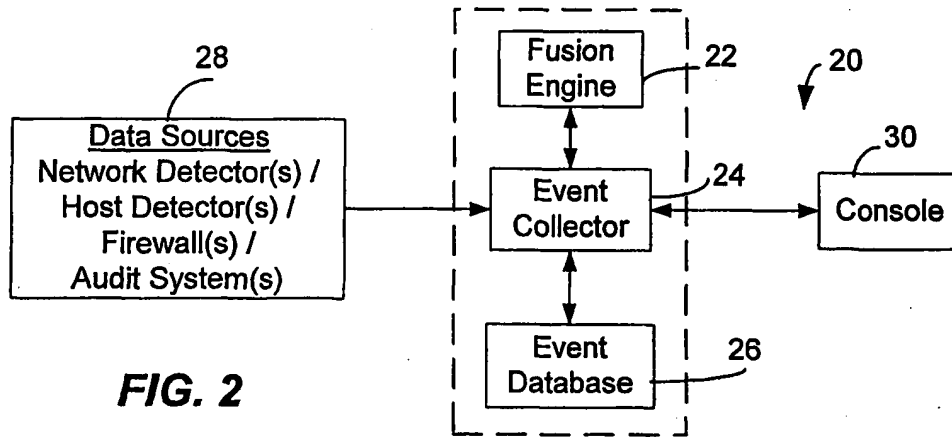 28
Data Sources
Network Detector(s) /
Host Detector(s) /
Firewall(s) /
Audit System(s)
Fusion
Engine
22
20
Event
Collector
24
30
Console
Event
Database
26
FIG. 2